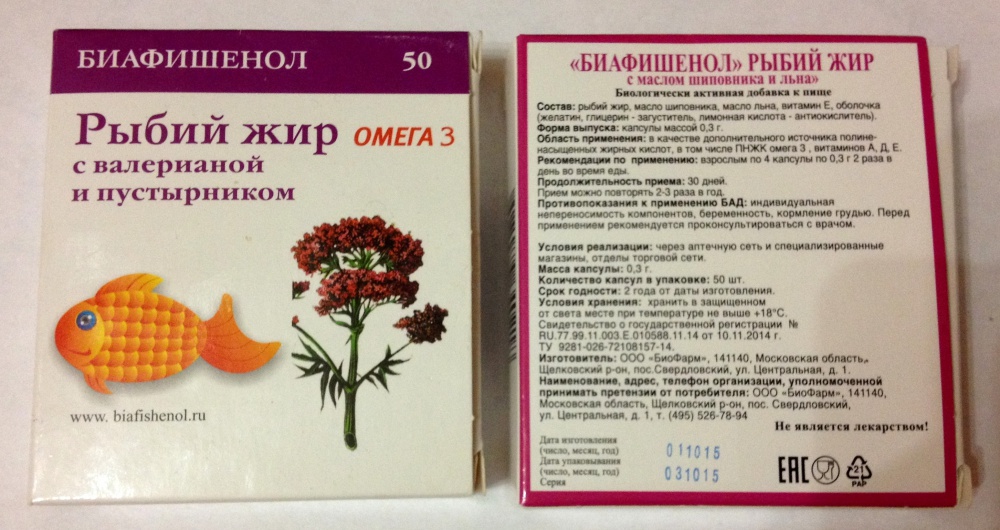 БИАФИШЕНОЛ 50
Рыбий жир ОМЕГА 3
с валерианой
и пустырником
www. biafishenol.ru
«БИАФИШЕНОЛ» РЫБИЙ ЖИР
с маслом шиповника и льна»
Биологически активная добавка к пище
Состав: рыбий жир, масло шиповника, масло льна, витамин Е, оболочка
(желатин, глицерин - загуститель, лимонная кислота - антиокислитель).
Форма выпуска: капсулы массой 0,3 г.
Область применения: в качестве дополнительного источника полине-
насыщенных жирных кислот, в том числе ПНЖК омега 3 , витаминов А, Д, Е.
Рекомендации по применению: взрослым по 4 капсулы по 0,3 г 2 раза в
день во время еды.
Продолжительность приема: 30 дней.
Прием можно повторять 2-3 раза в год.
Противопоказания к применению БАД: индивидуальная
непереносимость компонентов, беременность, кормление грудью. Перед
применением рекомендуется проконсультироваться с врачом.
Условия реализации: через аптечную сеть и специализированные
магазины, отделы торговой сети.
Масса капсулы: 0,3 г.
Количество капсул в упаковке: 50 шт.
Срок годности: 2 года от даты изготовления.
Условия хранения: хранить в защищенном
от света месте при температуре не выше +18°С.
Свидетельство о государственной регистрации №
RU.77.99.11.003.Е.010588.11.14 от 10.11.2014 г.
ТУ 9281-026-72108157-14.
Изготовитель: ООО «БиоФарм», 141140, Московская область,
Щелковский р-он, пос.Свердловский, ул. Центральная, д. 1.
Наименование, адрес, телефон организации, уполномоченной
принимать претензии от потребителя: ООО «БиоФарм», 141140,
Московская область, Щелковский р-он, пос. Свердловский,
ул. Центральная, д. 1, т. (495) 526-78-94
Не является лекарством!
Дата изготовления
(число, месяц, год) 011015
Дата упаковывания
(число, месяц, год) 031015
Серия
ЕАС 21
PAP